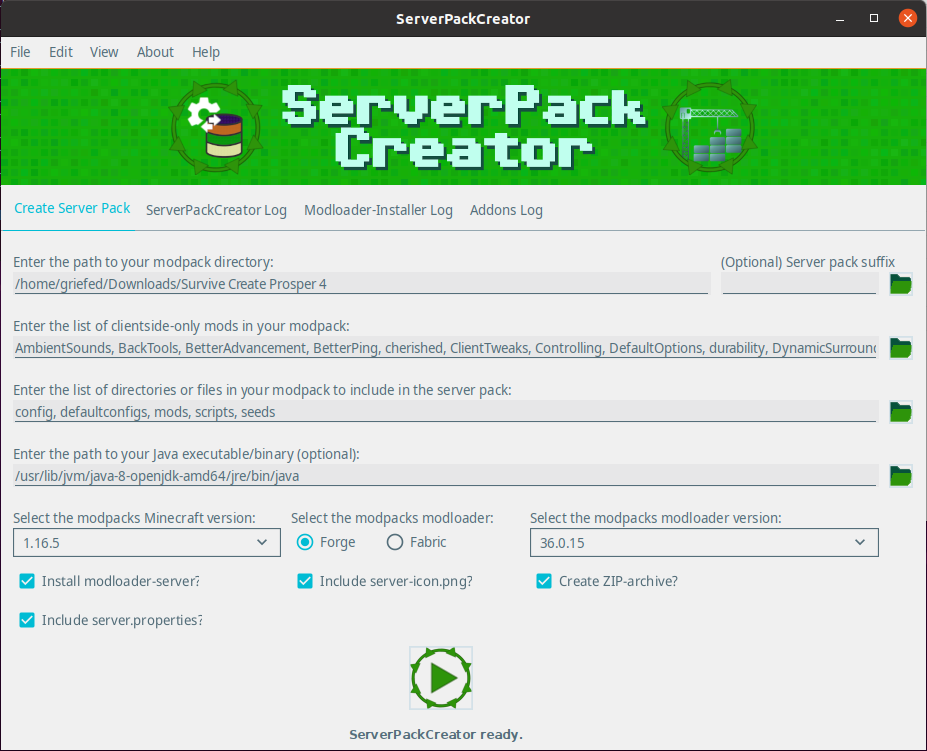 ServerPackCreator
File Edit View About Help
ServerPack
Creator
Create Server Pack ServerPackCreator Log Modloader-Installer Log Addons Log
Enter the path to your modpack directory: (Optional) Server pack suffix
/home/griefed/Downloads/Survive Create Prosper 4
Enter the list of clientside-only mods in your modpack:
AmbientSounds, BackTools, BetterAdvancement, BetterPing, cherished, ClientTweaks, Controlling, DefaultOptions, durability, DynamicSurround
Enter the list of directories or files in your modpack to include in the server pack:
config, defaultconfigs, mods, scripts, seeds
Enter the path to your Java executable/binary (optional):
/usr/lib/jvm/java-8-openjdk-amd64/jre/bin/java
Select the modpacks Minecraft version: Select the modpacks modloader: Select the modpacks modloader version:
1.16.5 Forge Fabric 36.0.15
Install modloader-server? Include server-icon.png? Create ZIP-archive?
Include server.properties?
ServerPackCreator ready.